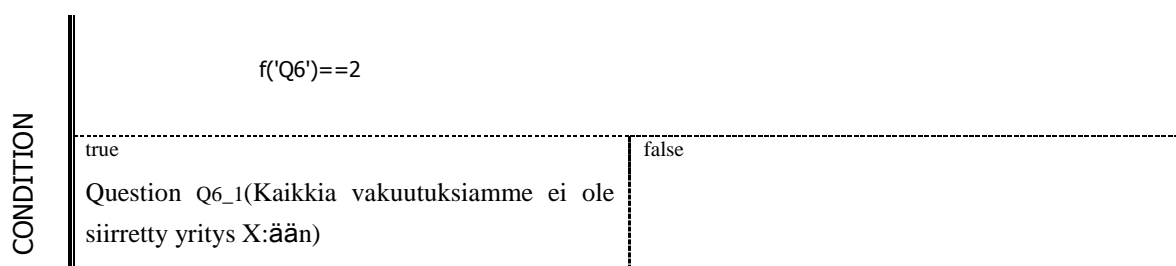 f('Q6')==2
CONDITION
true
false
Question Q6_1(Kaikkia vakuutuksiamme ei ole
siirretty yritys X:ään)